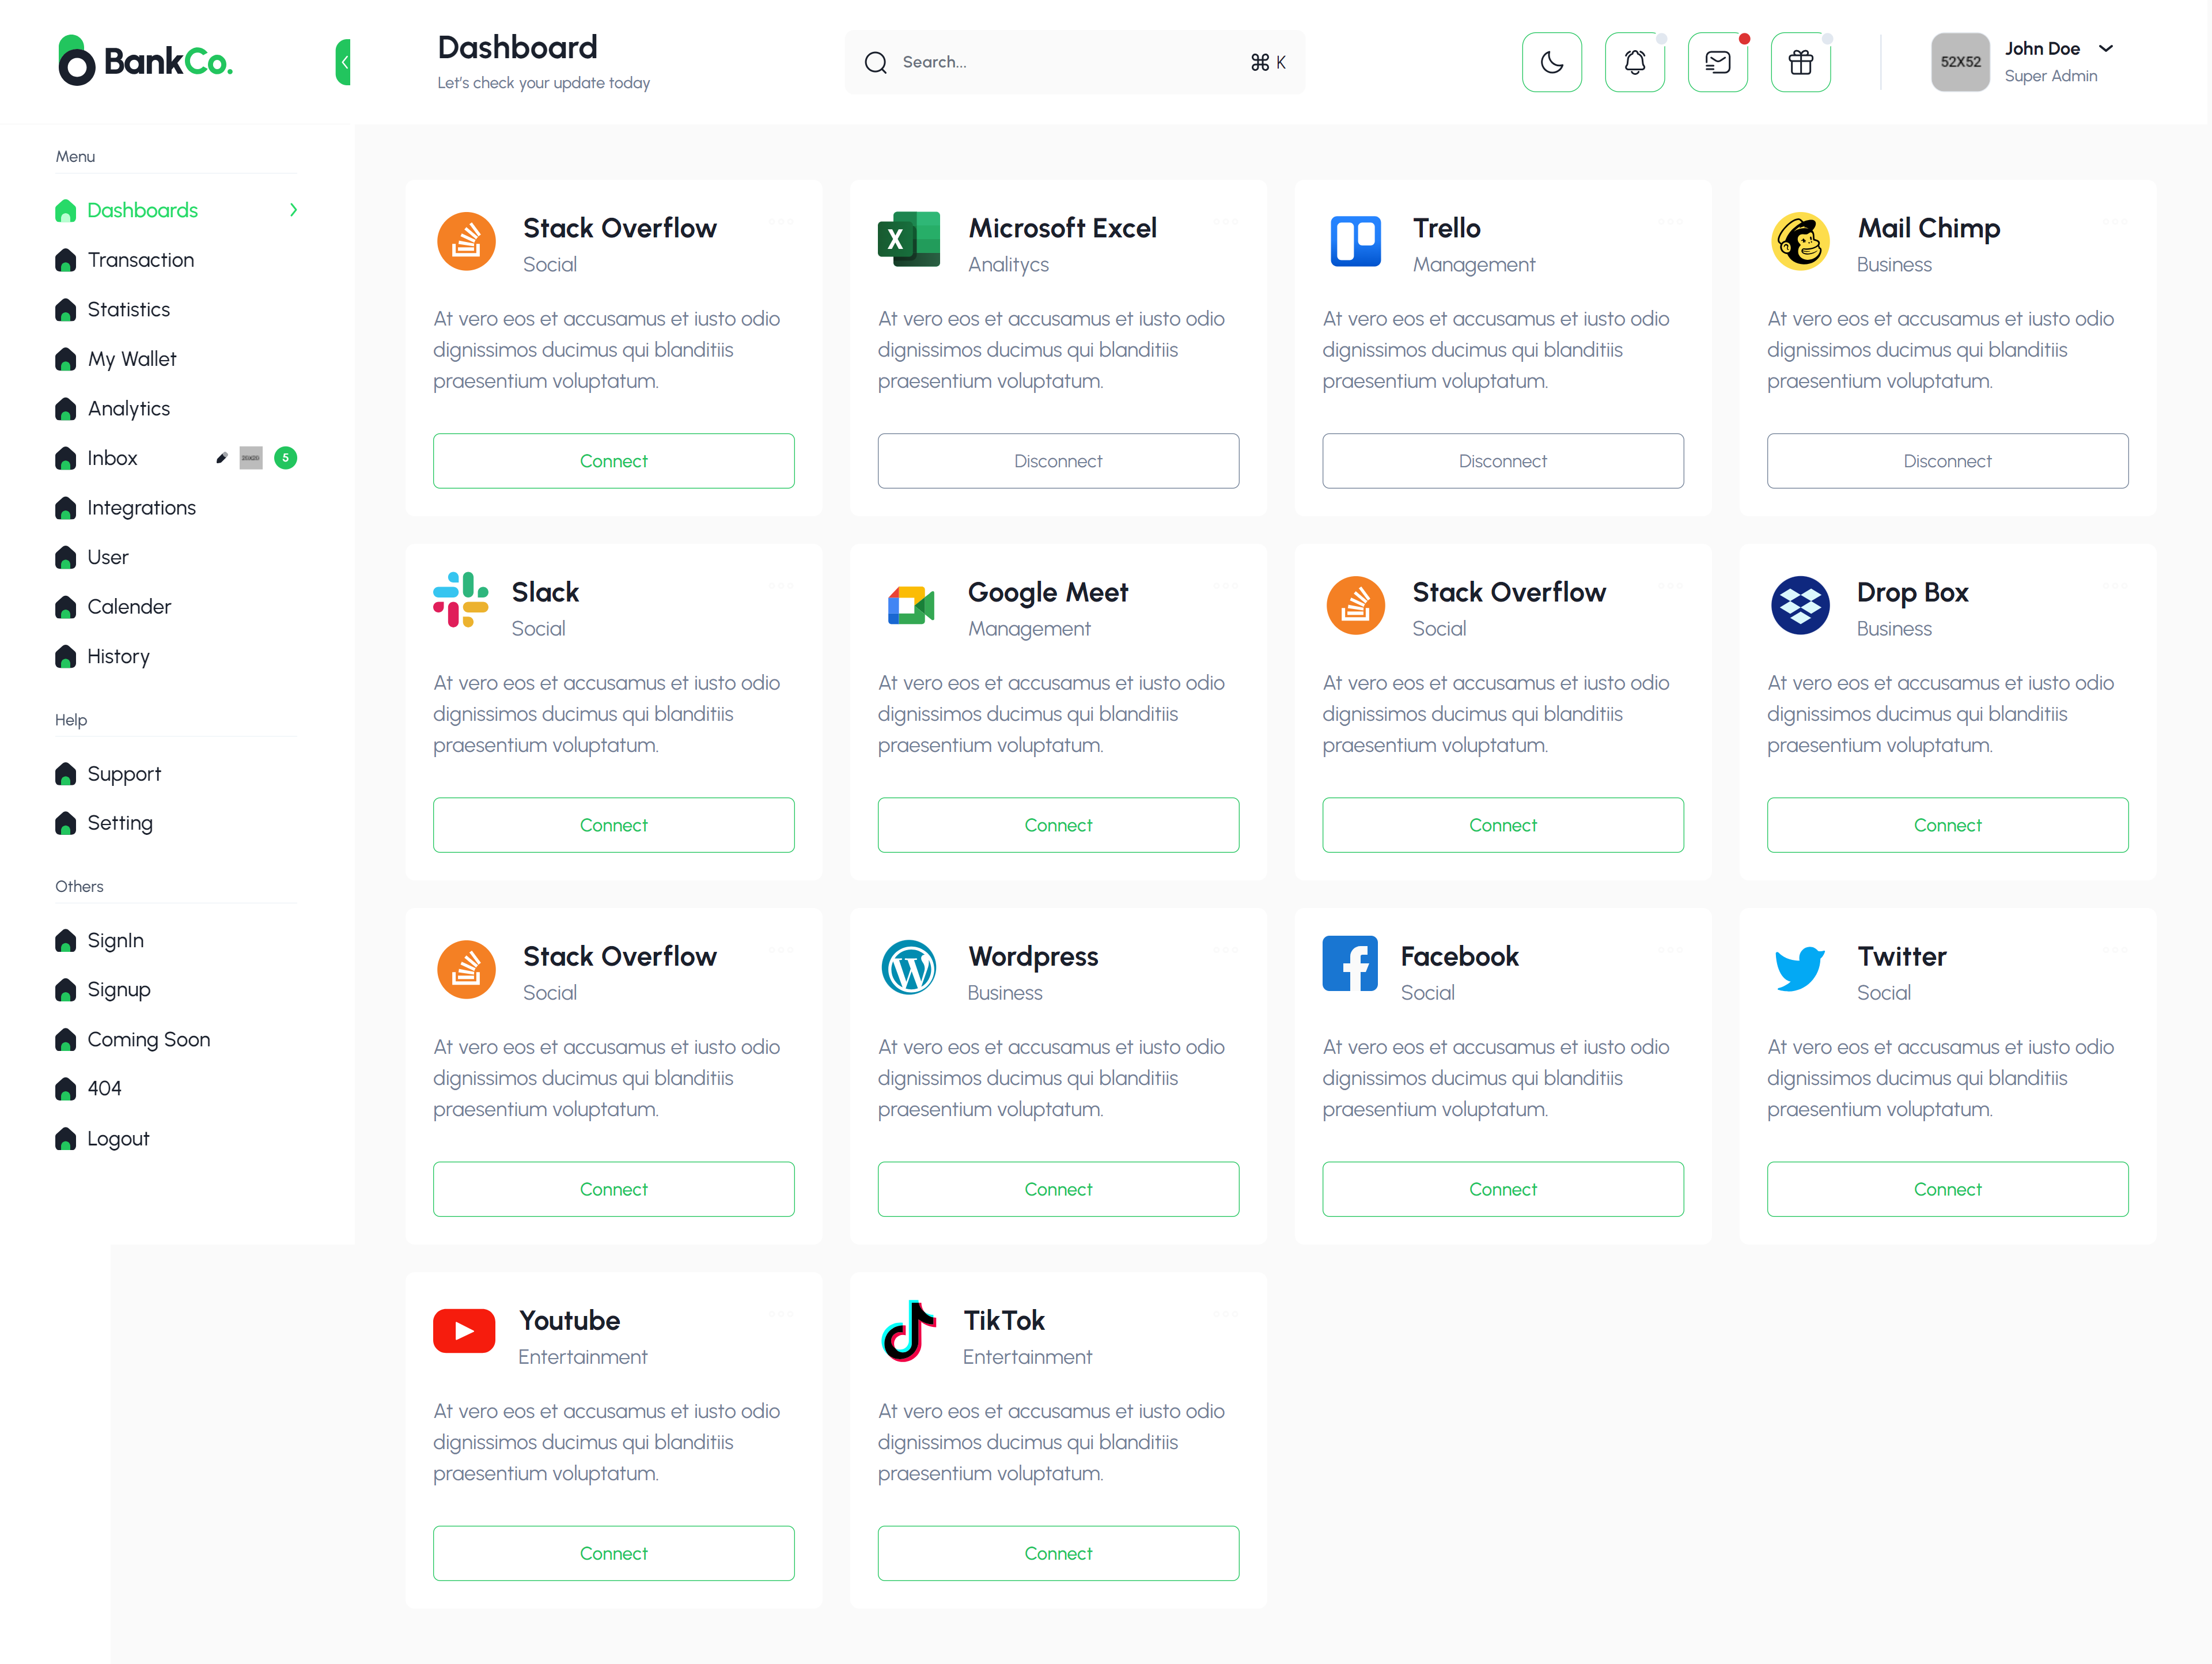 BankCo.
Dashboard
Let's check your update today
Search...
⌘ K
52X52
John Doe
Super Admin
Menu
Dashboards
Transaction
Statistics
My Wallet
Analytics
Inbox
5
Integrations
User
Calender
History
Help
Support
Setting
Others
SignIn
Signup
Coming Soon
404
Logout
Stack Overflow
Social
At vero eos et accusamus et iusto odio
dignissimos ducimus qui blanditiis
praesentium voluptatum.
Connect
Microsoft Excel
Analitycs
At vero eos et accusamus et iusto odio
dignissimos ducimus qui blanditiis
praesentium voluptatum.
Disconnect
Trello
Management
At vero eos et accusamus et iusto odio
dignissimos ducimus qui blanditiis
praesentium voluptatum.
Disconnect
Mail Chimp
Business
At vero eos et accusamus et iusto odio
dignissimos ducimus qui blanditiis
praesentium voluptatum.
Disconnect
Slack
Social
At vero eos et accusamus et iusto odio
dignissimos ducimus qui blanditiis
praesentium voluptatum.
Connect
Google Meet
Management
At vero eos et accusamus et iusto odio
dignissimos ducimus qui blanditiis
praesentium voluptatum.
Connect
Stack Overflow
Social
At vero eos et accusamus et iusto odio
dignissimos ducimus qui blanditiis
praesentium voluptatum.
Connect
Drop Box
Business
At vero eos et accusamus et iusto odio
dignissimos ducimus qui blanditiis
praesentium voluptatum.
Connect
Stack Overflow
Social
At vero eos et accusamus et iusto odio
dignissimos ducimus qui blanditiis
praesentium voluptatum.
Connect
Wordpress
Business
At vero eos et accusamus et iusto odio
dignissimos ducimus qui blanditiis
praesentium voluptatum.
Connect
Facebook
Social
At vero eos et accusamus et iusto odio
dignissimos ducimus qui blanditiis
praesentium voluptatum.
Connect
Twitter
Social
At vero eos et accusamus et iusto odio
dignissimos ducimus qui blanditiis
praesentium voluptatum.
Connect
Youtube
Entertainment
At vero eos et accusamus et iusto odio
dignissimos ducimus qui blanditiis
praesentium voluptatum.
Connect
TikTok
Entertainment
At vero eos et accusamus et iusto odio
dignissimos ducimus qui blanditiis
praesentium voluptatum.
Connect